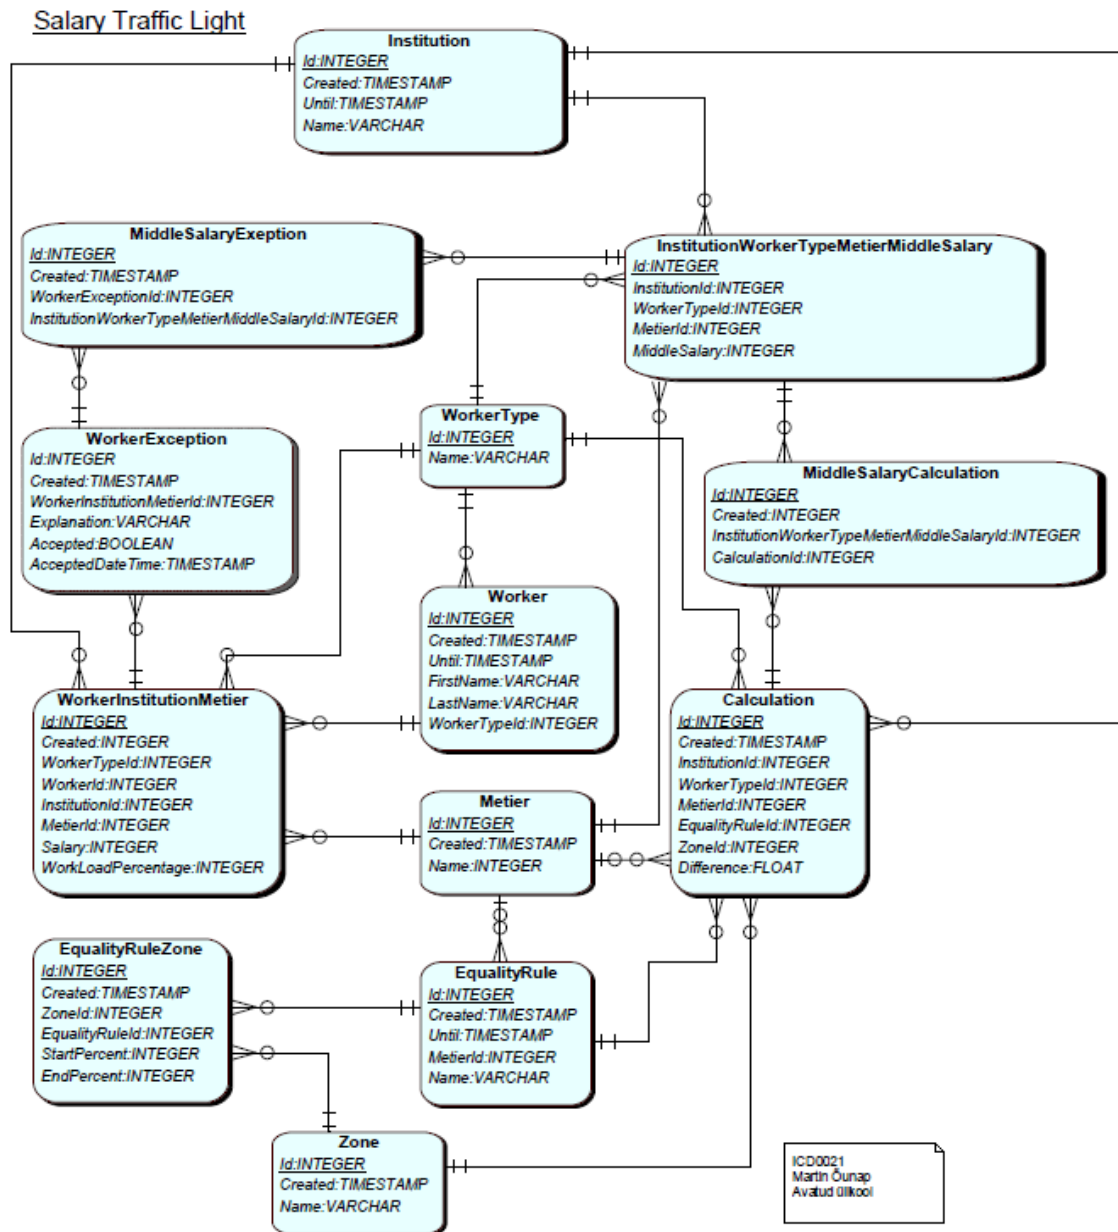 Salary Traffic Light
Institution
Id:INTEGER
Created:TIMESTAMP
Until:TIMESTAMP
Name:VARCHAR
MiddleSalaryExeption
Id:INTEGER
Created:TIMESTAMP
WorkerExceptionId:INTEGER
InstitutionWorkerTypeMetierMiddleSalaryId:INTEGER
InstitutionWorkerTypeMetierMiddleSalary
Id:INTEGER
InstitutionId:INTEGER
WorkerTypeId:INTEGER
MetierId:INTEGER
MiddleSalary:INTEGER
WorkerException
Id:INTEGER
Created:TIMESTAMP
WorkerInstitutionMetierId:INTEGER
Explanation:VARCHAR
Accepted:BOOLEAN
AcceptedDateTime:TIMESTAMP
WorkerType
Id:INTEGER
Name:VARCHAR
MiddleSalaryCalculation
Id:INTEGER
Created:INTEGER
InstitutionWorkerTypeMetierMiddleSalaryId:INTEGER
CalculationId:INTEGER
Worker
Id:INTEGER
Created:TIMESTAMP
Until:TIMESTAMP
FirstName:VARCHAR
LastName:VARCHAR
WorkerTypeId:INTEGER
WorkerInstitutionMetier
Id:INTEGER
Created:INTEGER
WorkerTypeId:INTEGER
WorkerId:INTEGER
InstitutionId:INTEGER
MetierId:INTEGER
Salary:INTEGER
WorkLoadPercentage:INTEGER
Calculation
Id:INTEGER
Created:TIMESTAMP
InstitutionId:INTEGER
WorkerTypeId:INTEGER
MetierId:INTEGER
EqualityRuleId:INTEGER
ZoneId:INTEGER
Difference:FLOAT
Metier
Id:INTEGER
Created:TIMESTAMP
Name:INTEGER
EqualityRuleZone
Id:INTEGER
Created:TIMESTAMP
ZoneId:INTEGER
EqualityRuleId:INTEGER
StartPercent:INTEGER
EndPercent:INTEGER
EqualityRule
Id:INTEGER
Created:TIMESTAMP
Until:TIMESTAMP
MetierId:INTEGER
Name:VARCHAR
Zone
Id:INTEGER
Created:TIMESTAMP
Name:VARCHAR
ICD0021
Martin Õunap
Avatud ülikool